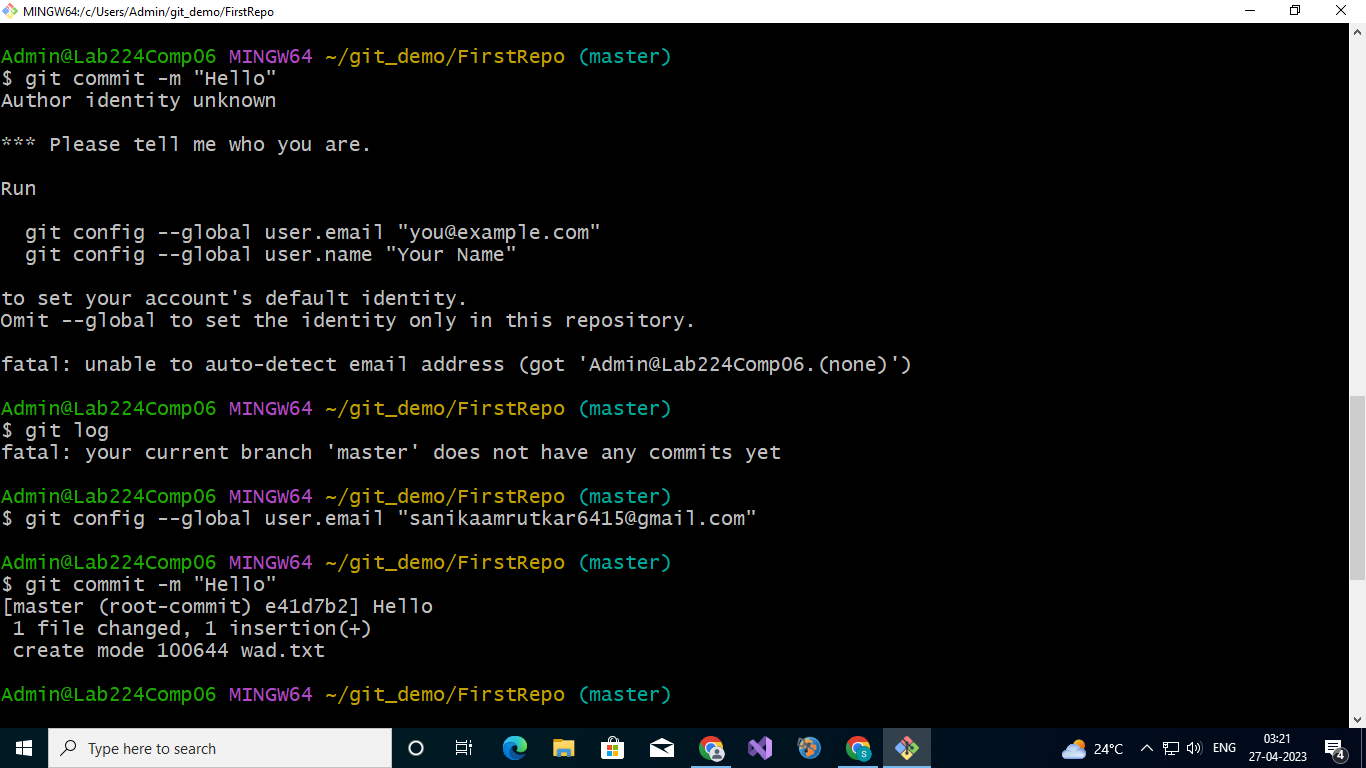 MINGW64:/c/Users/Admin/git_demo/FirstRepo
Admin@Lab224Comp06 MINGW64 ~/git_demo/FirstRepo (master)
$ git commit -m "Hello"
Author identity unknown
*** Please tell me who you are.
Run
git config --global user.email "you@example.com"
git config --global user.name "Your Name"
to set your account's default identity.
Omit --global to set the identity only in this repository.
fatal: unable to auto-detect email address (got 'Admin@Lab224Comp06.(none)')
Admin@Lab224Comp06 MINGW64 ~/git_demo/FirstRepo (master)
$ git log
fatal: your current branch 'master' does not have any commits yet
Admin@Lab224Comp06 MINGW64 ~/git_demo/FirstRepo (master)
$ git config --global user.email "sanikaamrutkar6415@gmail.com"
Admin@Lab224Comp06 MINGW64 ~/git_demo/FirstRepo (master)
$ git commit -m "Hello"
[master (root-commit) e41d7b2] Hello
1 file changed, 1 insertion(+)
create mode 100644 wad.txt
Admin@Lab224Comp06 MINGW64 ~/git_demo/FirstRepo (master)
Type here to search
S
24°C
ENG
03:21
27-04-2023
4